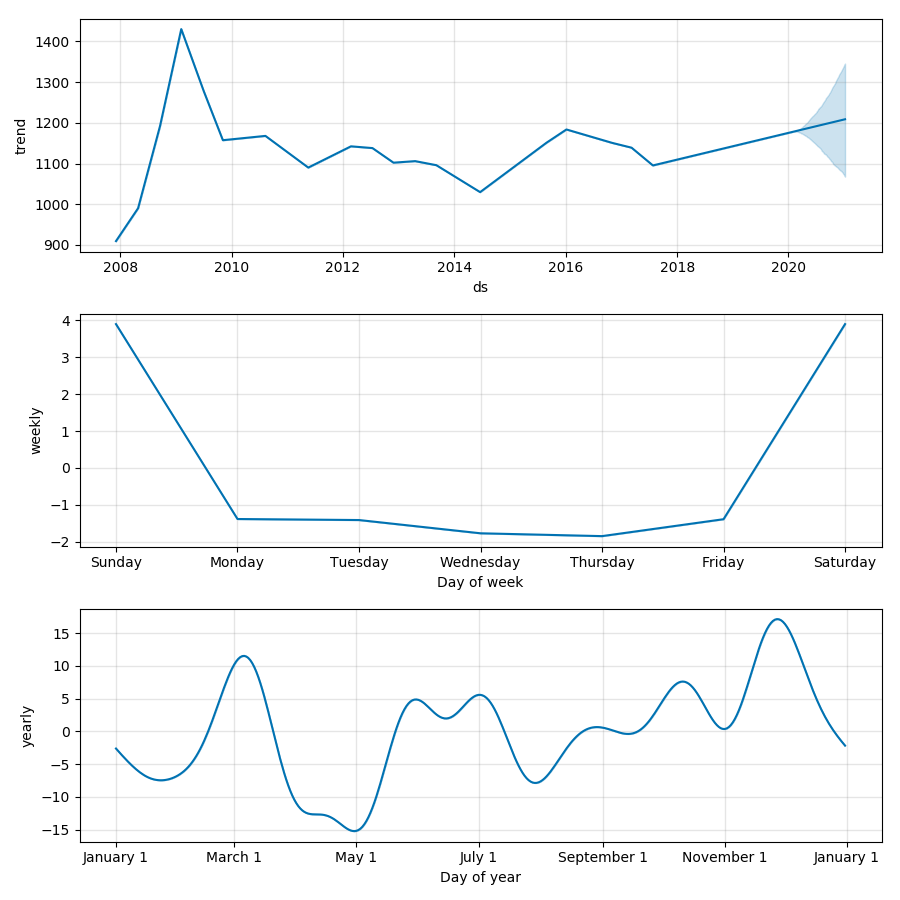 1400
1300
1200
1100
1000
900
trend
2008 2010 2012 2014 2016 2018 2020
ds
4
3
2
1
0
−1
−2
weekly
Sunday Monday Tuesday Wednesday Thursday Friday Saturday
Day of week
15
10
5
0
−5
−10
−15
yearly
January 1 March 1 May 1 July 1 September 1 November 1 January 1
Day of year